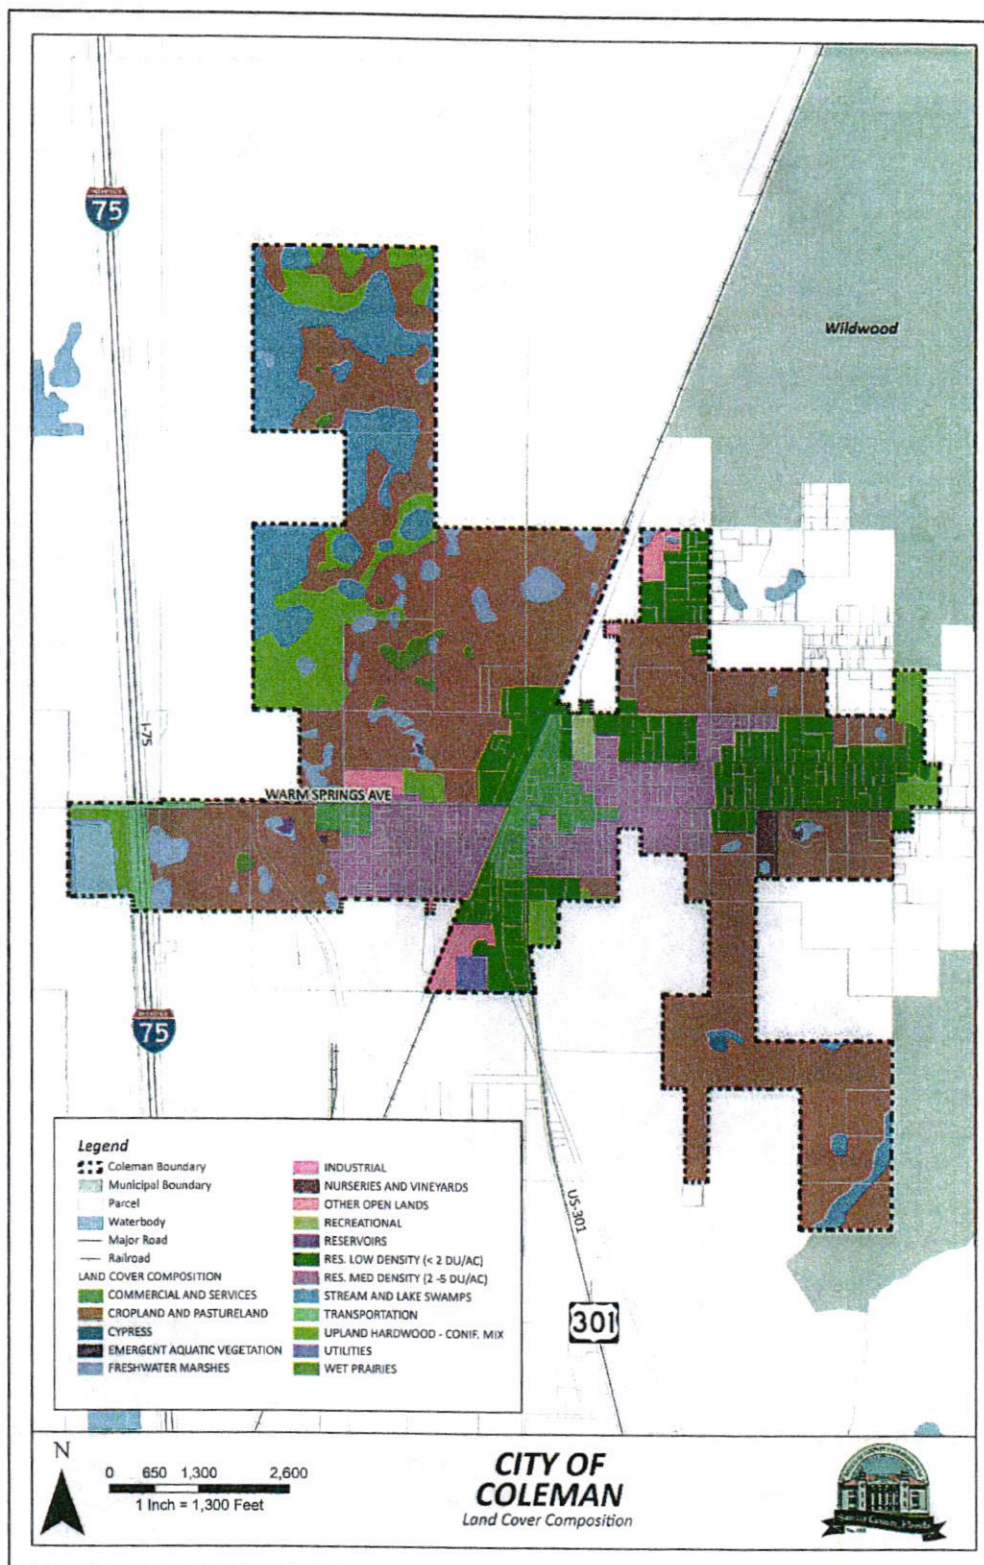 75
Wildwood
I-75
WARM SPRINGS AVE
75
US-301
301
Legend
Coleman Boundary
Municipal Boundary
Parcel
Waterbody
Major Road
Railroad
LAND COVER COMPOSITION
COMMERCIAL AND SERVICES
CROPLAND AND PASTURELAND
CYPRESS
EMERGENT AQUATIC VEGETATION
FRESHWATER MARSHES
INDUSTRIAL
NURSERIES AND VINEYARDS
OTHER OPEN LANDS
RECREATIONAL
RESERVOIRS
RES. LOW DENSITY (< 2 DU/AC)
RES. MED DENSITY (2 -5 DU/AC)
STREAM AND LAKE SWAMPS
TRANSPORTATION
UPLAND HARDWOOD - CONIF. MIX
UTILITIES
WET PRAIRIES
N
0 650 1,300 2,600
1 Inch = 1,300 Feet
CITY OF
COLEMAN
Land Cover Composition
Sumter County, Florida